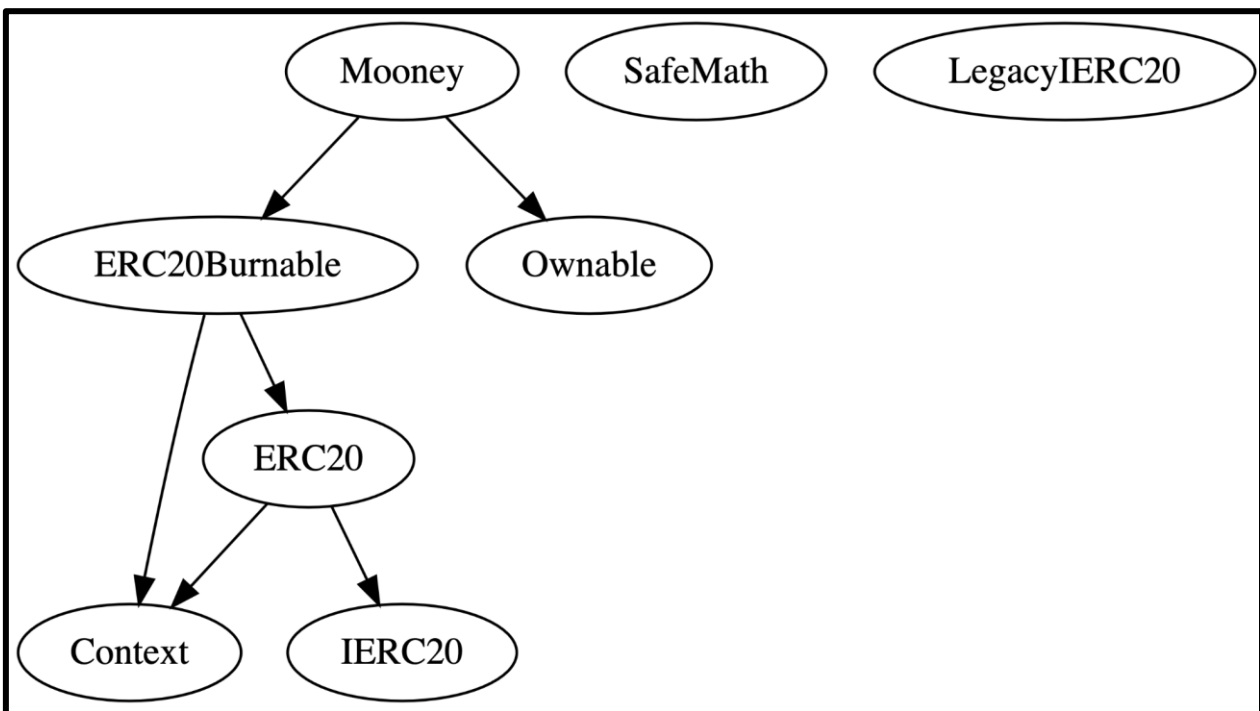 Mooney
SafeMath
LegacyIERC20
ERC20Burnable
Ownable
ERC20
Context
IERC20